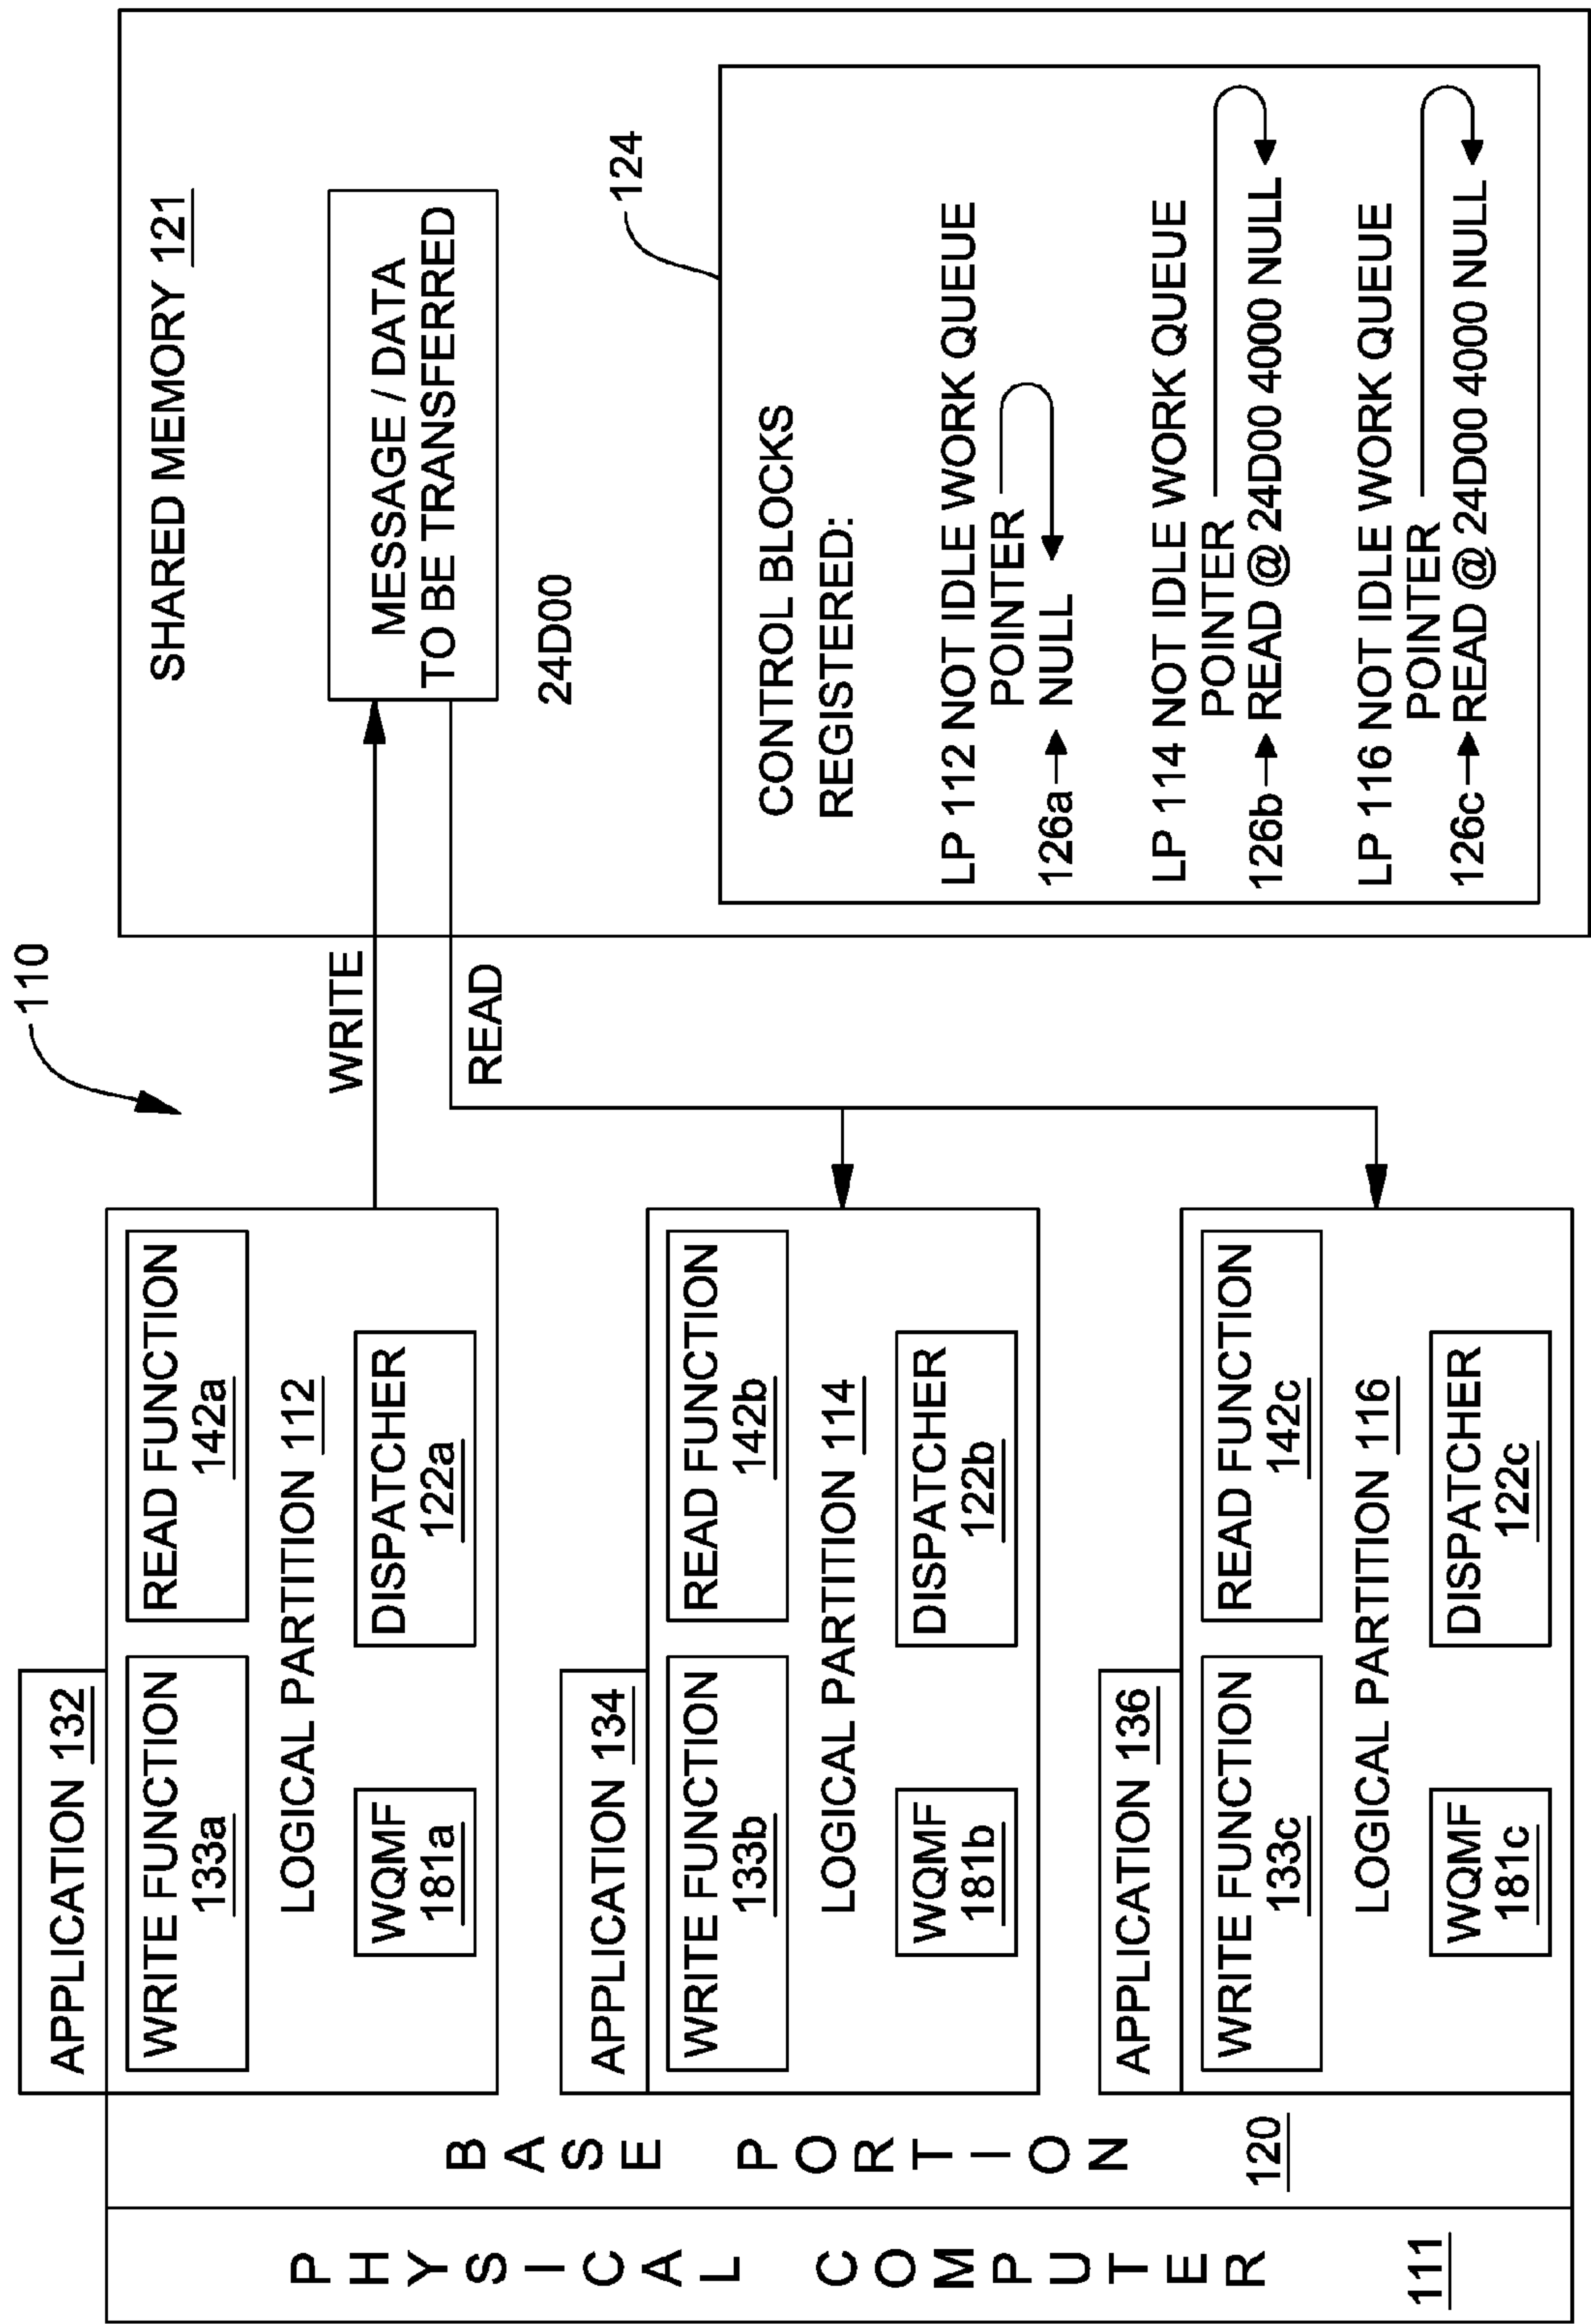 110
PHYSICAL COMPUTER
111
BASE PORTION
120
APPLICATION 132
WRITE FUNCTION
133a
READ FUNCTION
142a
LOGICAL PARTITION 112
WQMF
181a
DISPATCHER
122a
APPLICATION 134
WRITE FUNCTION
133b
READ FUNCTION
142b
LOGICAL PARTITION 114
WQMF
181b
DISPATCHER
122b
APPLICATION 136
WRITE FUNCTION
133c
READ FUNCTION
142c
LOGICAL PARTITION 116
WQMF
181c
DISPATCHER
122c
WRITE
READ
SHARED MEMORY 121
MESSAGE / DATA
TO BE TRANSFERRED
24D00
124
CONTROL BLOCKS
REGISTERED:
LP 112 NOT IDLE WORK QUEUE
POINTER
126a NULL
LP 114 NOT IDLE WORK QUEUE
POINTER
126b READ @ 24D00 4000 NULL
LP 116 NOT IDLE WORK QUEUE
POINTER
126c READ @ 24D00 4000 NULL